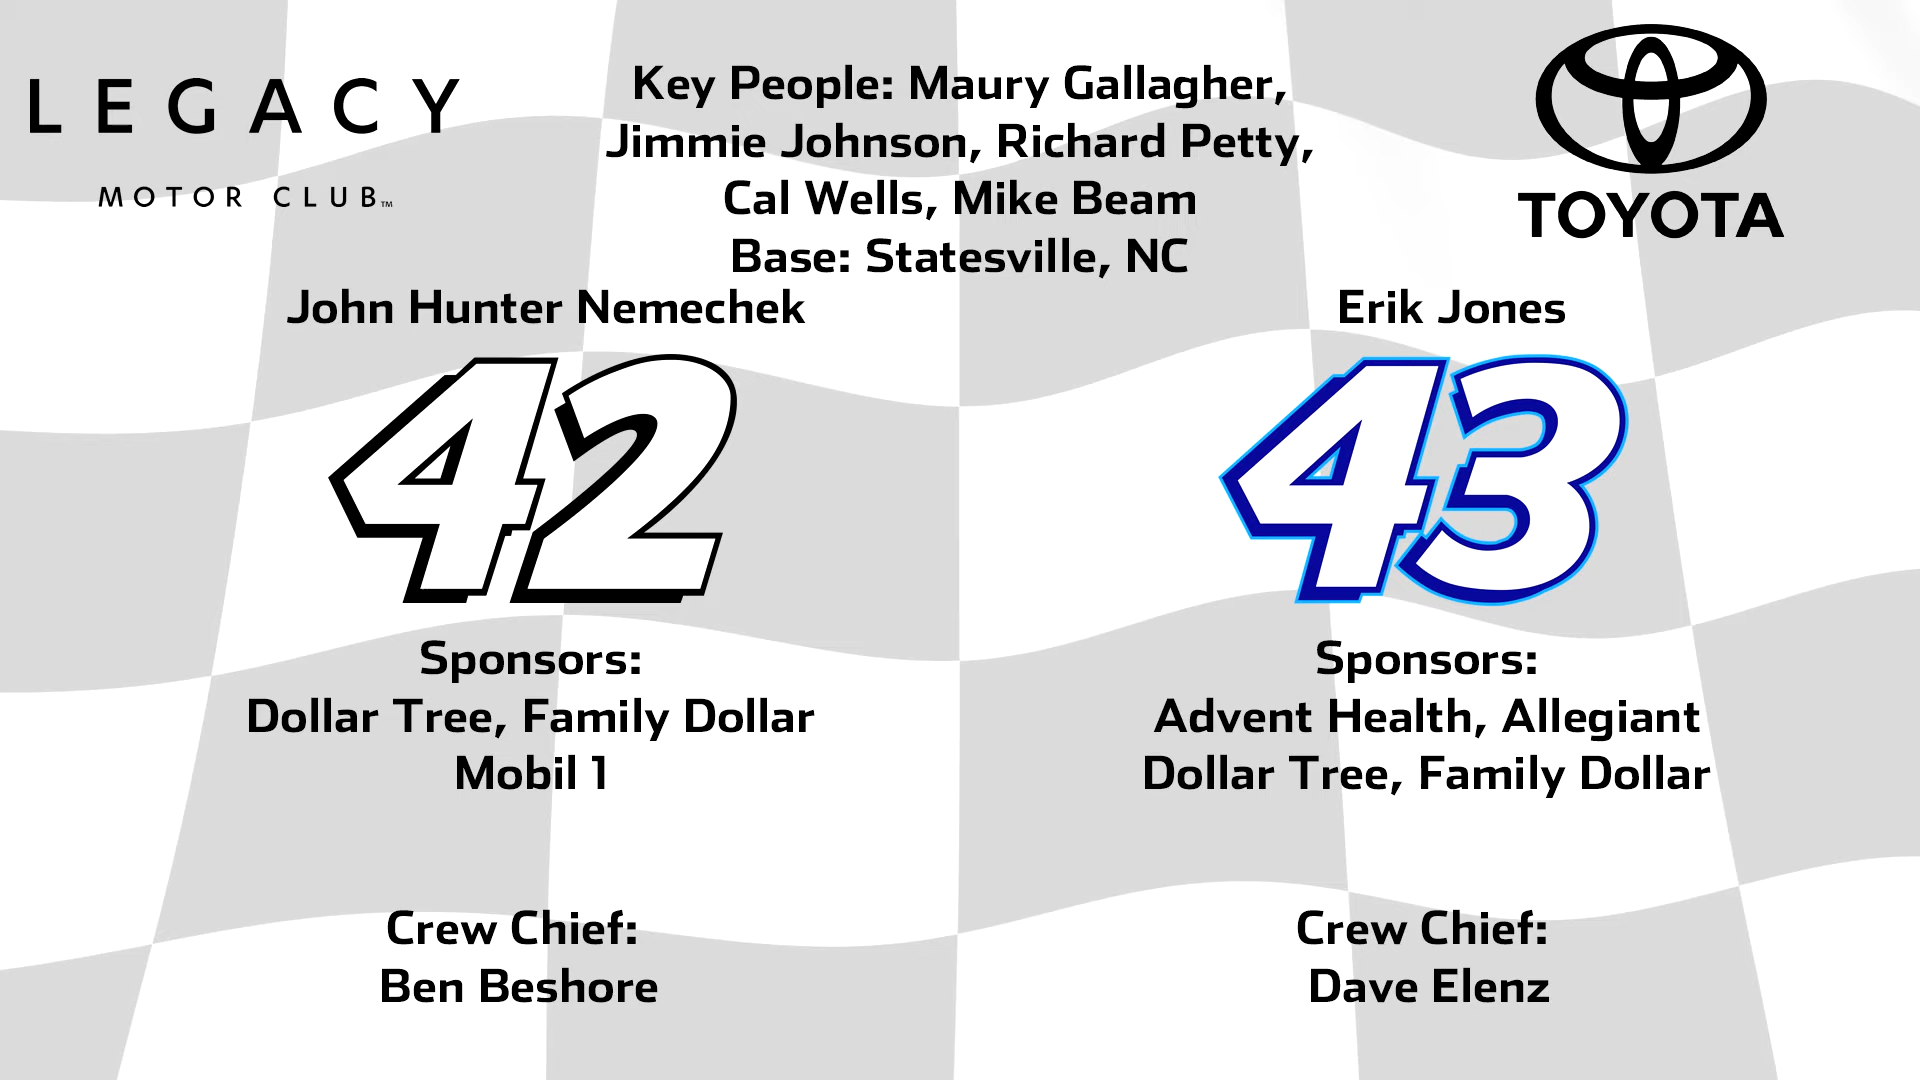 LEGACY
MOTOR CLUB™
Key People: Maury Gallagher,
Jimmie Johnson, Richard Petty,
Cal Wells, Mike Beam
Base: Statesville, NC
TOYOTA
John Hunter Nemechek
42
Sponsors:
Dollar Tree, Family Dollar
Mobil 1
Crew Chief:
Ben Beshore
Erik Jones
43
Sponsors:
Advent Health, Allegiant
Dollar Tree, Family Dollar
Crew Chief:
Dave Elenz